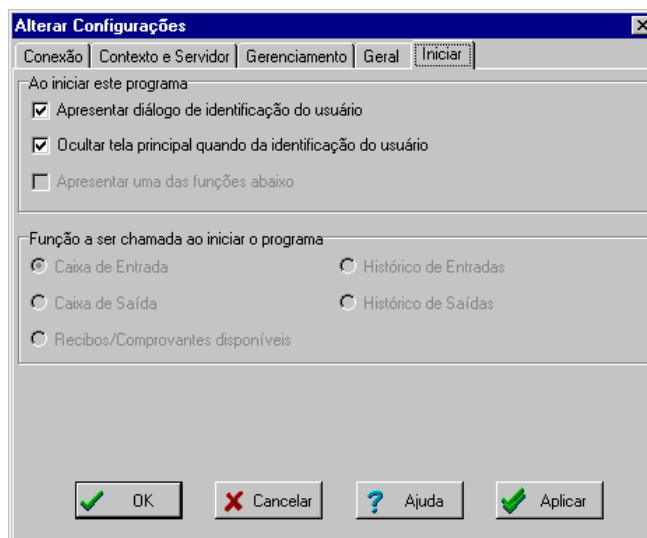 Alterar Configurações
Conexão Contexto e Servidor Gerenciamento Geral Iniciar
Ao iniciar este programa
Apresentar diálogo de identificação do usuário
Ocultar tela principal quando da identificação do usuário
Apresentar uma das funções abaixo
Função a ser chamada ao iniciar o programa
Caixa de Entrada Histórico de Entradas
Caixa de Saída Histórico de Saídas
Recibos/Comprovantes disponíveis
OK Cancelar Ajuda Aplicar